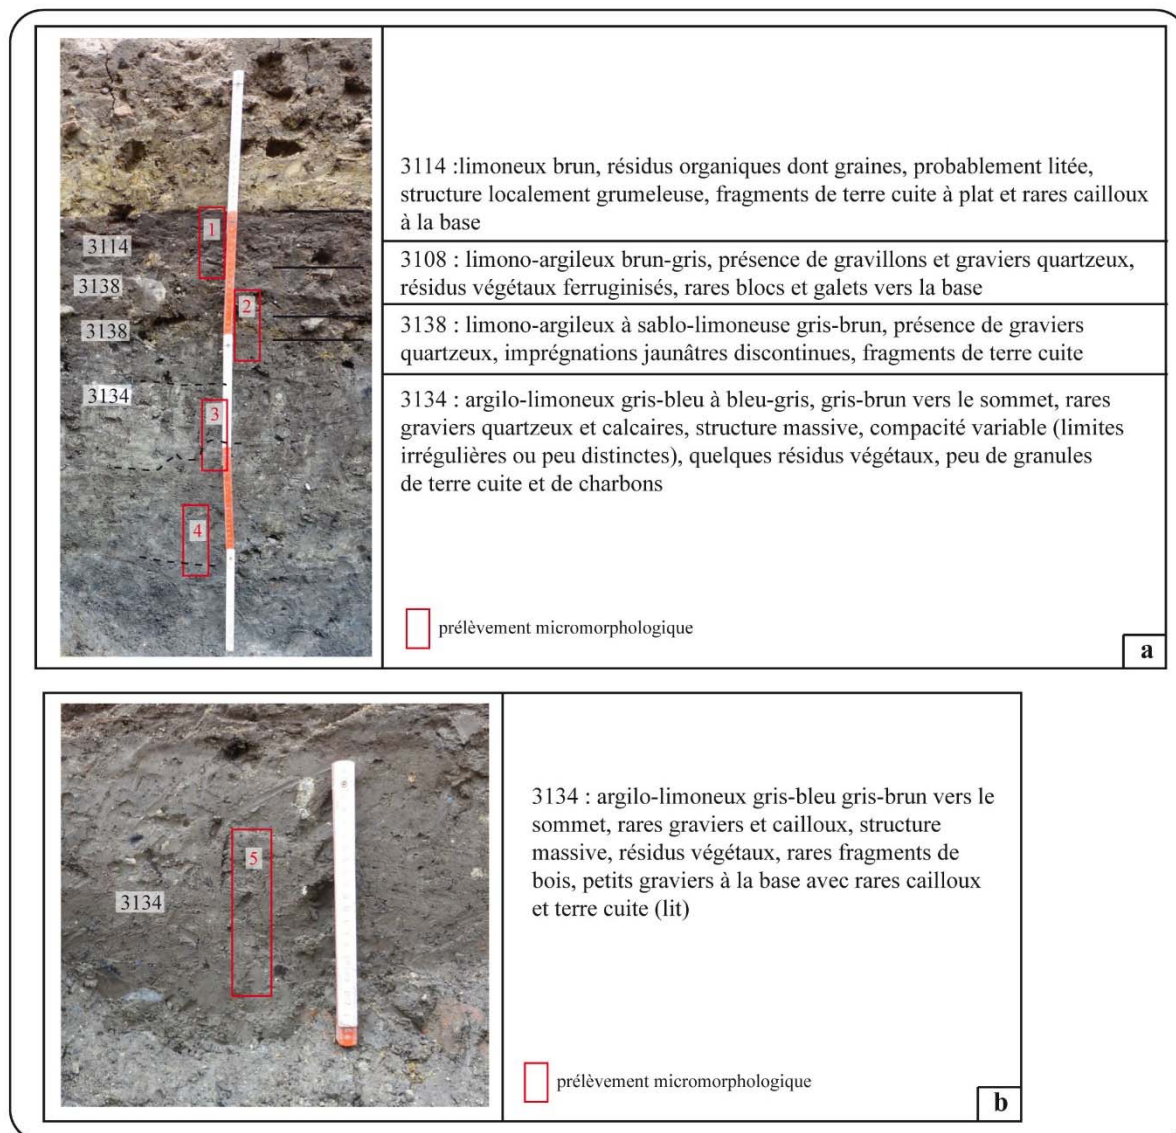 3114
3138
3138
3134
1
2
3
4
3114 :limoneux brun, résidus organiques dont graines, probablement litée,
structure localement grumeleuse, fragments de terre cuite à plat et rares cailloux
à la base
3108 : limono-argileux brun-gris, présence de gravillons et graviers quartzeux,
résidus végétaux ferruginisés, rares blocs et galets vers la base
3138 : limono-argileux à sablo-limoneuse gris-brun, présence de graviers
quartzeux, imprégnations jaunâtres discontinues, fragments de terre cuite
3134 : argilo-limoneux gris-bleu à bleu-gris, gris-brun vers le sommet, rares
graviers quartzeux et calcaires, structure massive, compacité variable (limites
irrégulières ou peu distinctes), quelques résidus végétaux, peu de granules
de terre cuite et de charbons
prélèvement micromorphologique
a
5
3134
3134 : argilo-limoneux gris-bleu gris-brun vers le
sommet, rares graviers et cailloux, structure
massive, résidus végétaux, rares fragments de
bois, petits graviers à la base avec rares cailloux
et terre cuite (lit)
prélèvement micromorphologique
b